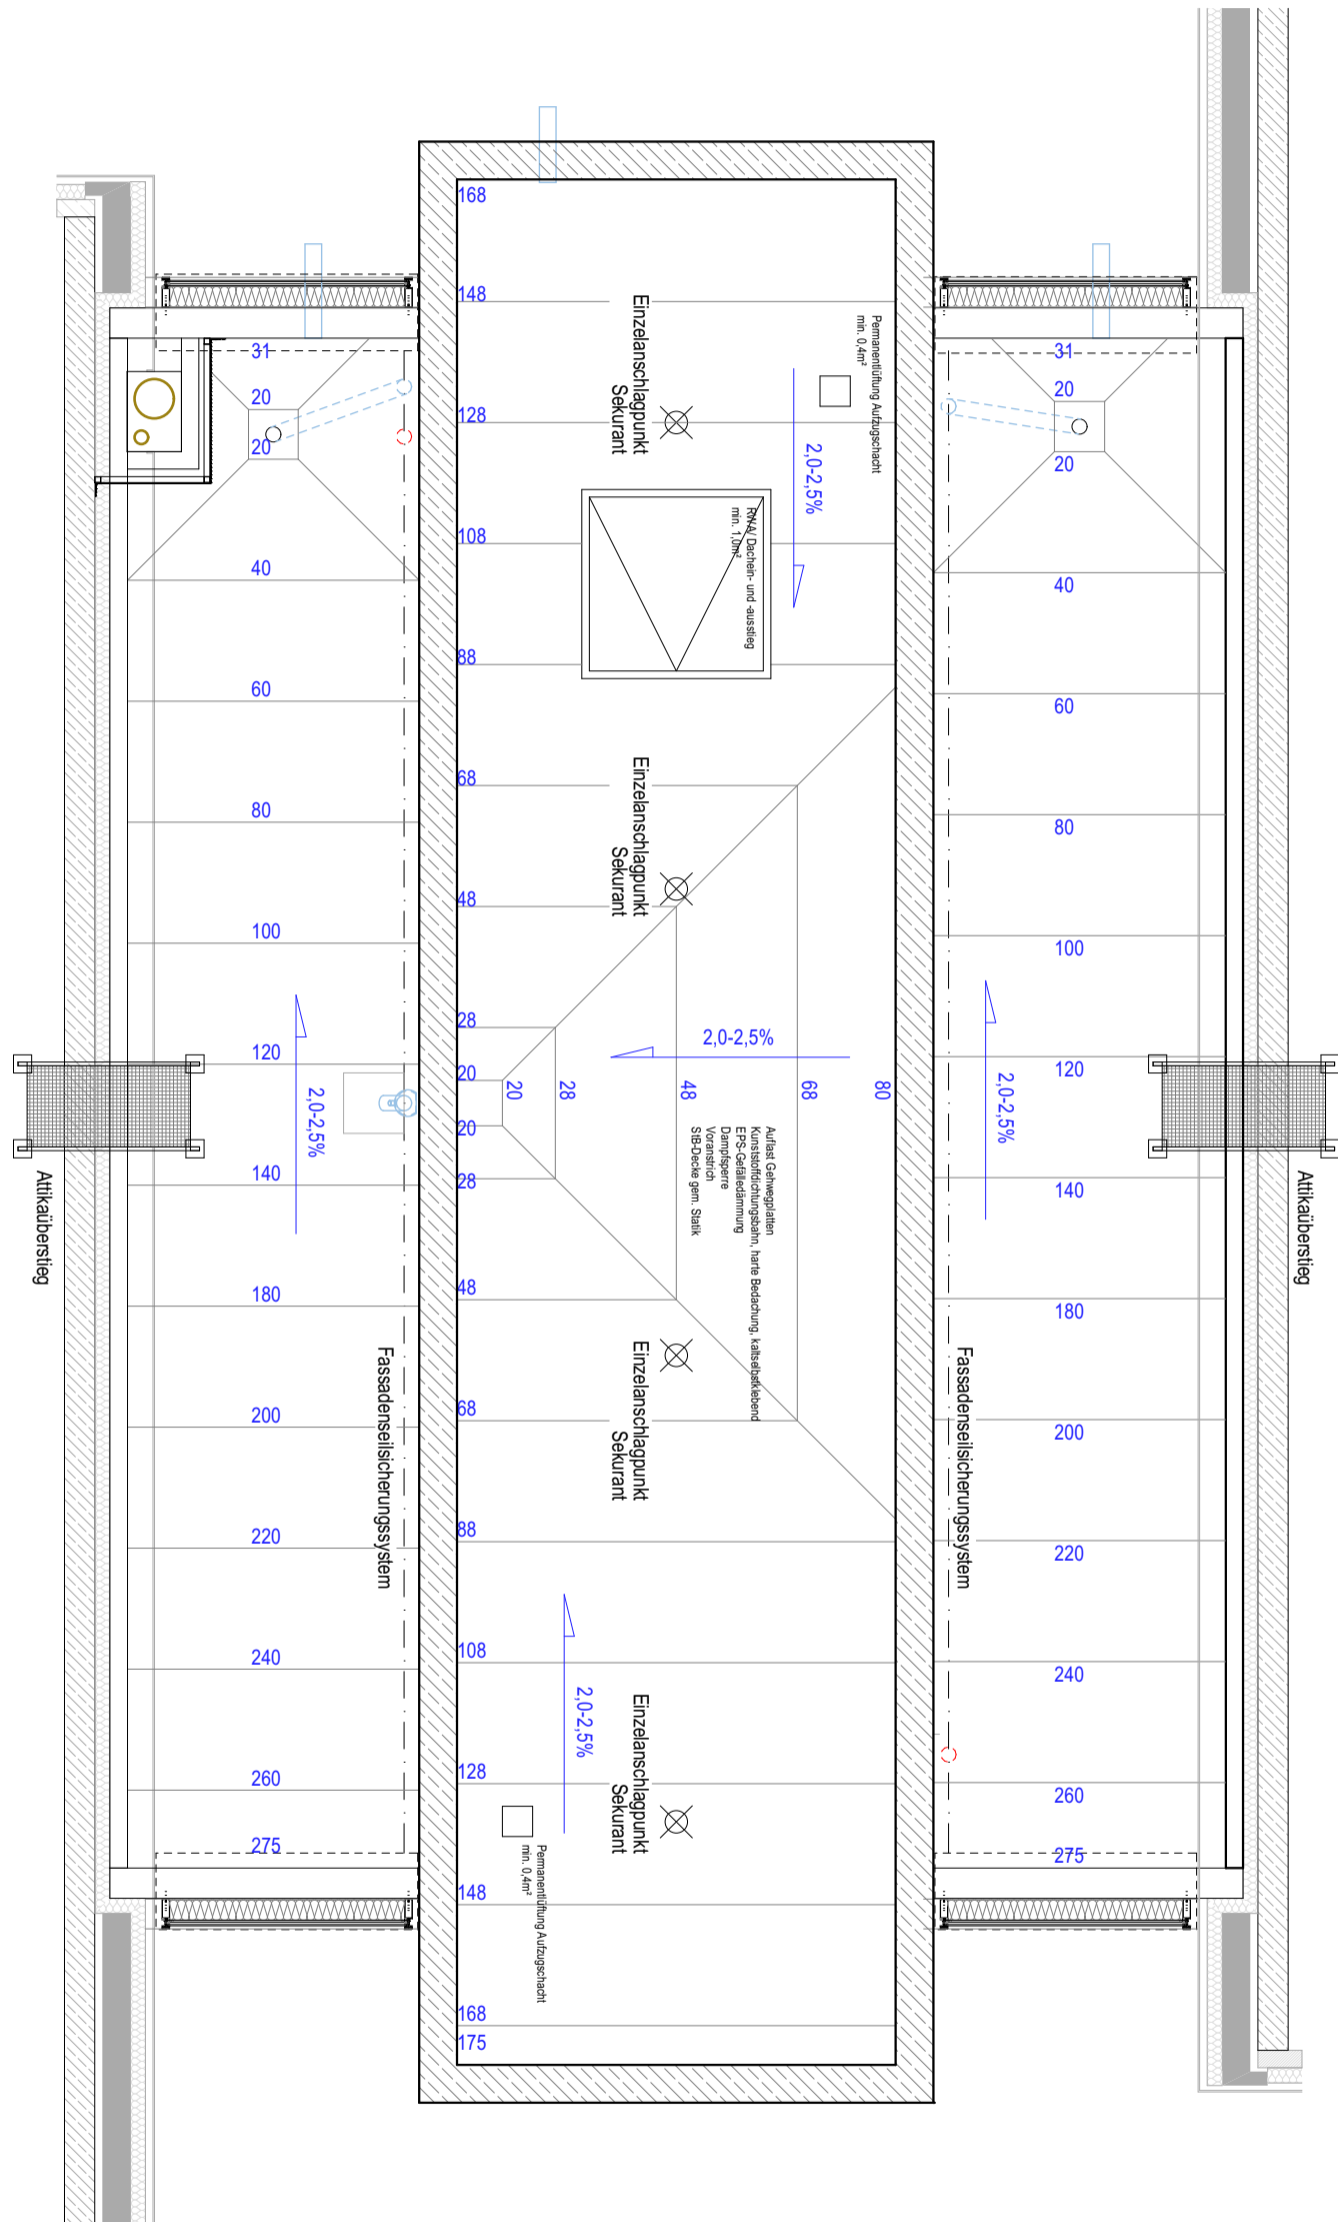 168
148
128
108
88
68
48
28
20
20
28
48
68
88
108
128
148
168
175
31
20
20
40
60
80
100
120
140
180
200
220
240
260
275
31
20
20
40
60
80
100
120
140
180
200
220
240
260
275
20
28
48
68
80
Einzelanschlagpunkt
Sekurant
Einzelanschlagpunkt
Sekurant
Einzelanschlagpunkt
Sekurant
Einzelanschlagpunkt
Sekurant
Permanentlüftung Aufzugschacht
min. 0,4m²
2,0-2,5%
RWA/ Dachein- und -ausstieg
min. 1,0m²
2,0-2,5%
Auflast Gehwegplatten
Kunststoffdichtungsbahn, harte Bedachung, kaltselbstklebend
EPS-Gefälledämmung
Dampfsperre
Voranstrich
StB-Decke gem. Statik
2,0-2,5%
Permanentlüftung Aufzugschacht
min. 0,4m²
2,0-2,5%
2,0-2,5%
Fassadenseilsicherungssystem
Fassadenseilsicherungssystem
Attikaüberstieg
Attikaüberstieg